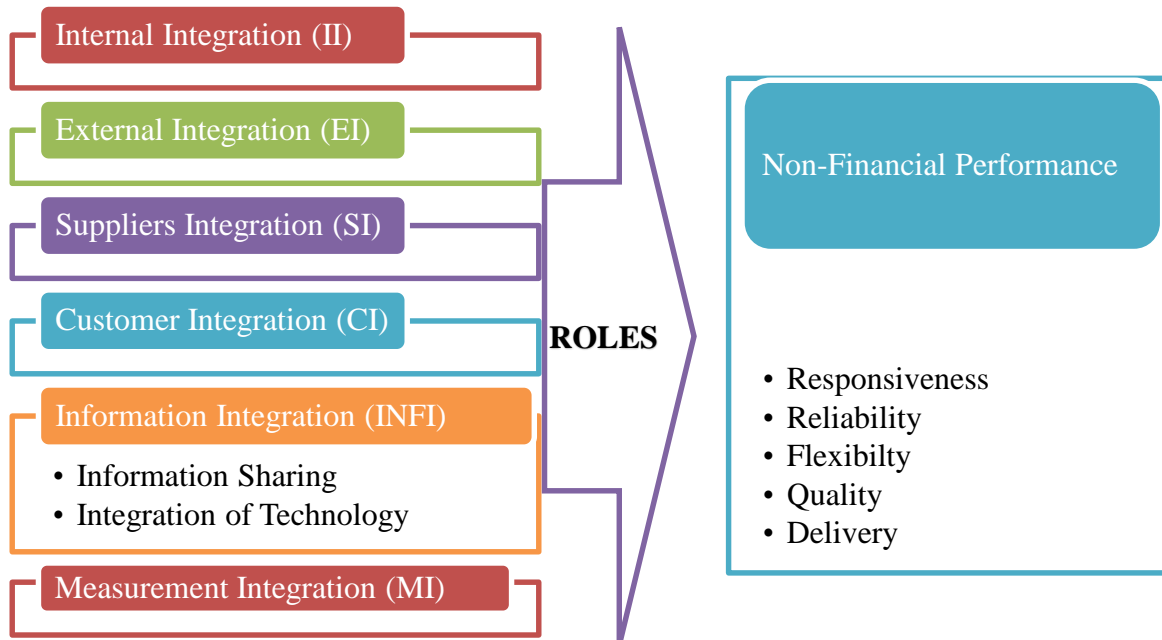 Internal Integration (II)
External Integration (EI)
Suppliers Integration (SI)
Customer Integration (CI)
Information Integration (INFI)
• Information Sharing
• Integration of Technology
Measurement Integration (MI)
ROLES
Non-Financial Performance
• Responsiveness
• Reliability
• Flexibilty
• Quality
• Delivery